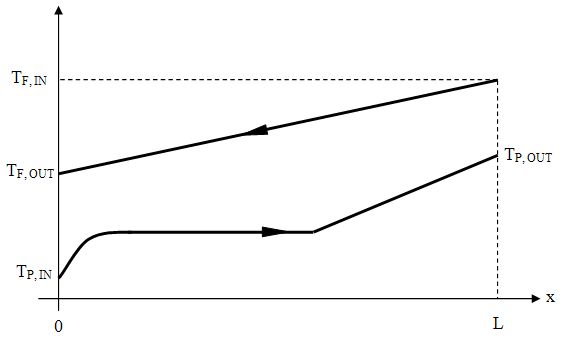 T_F, IN
T_P, OUT
T_F, OUT
T_P, IN
x
0
L